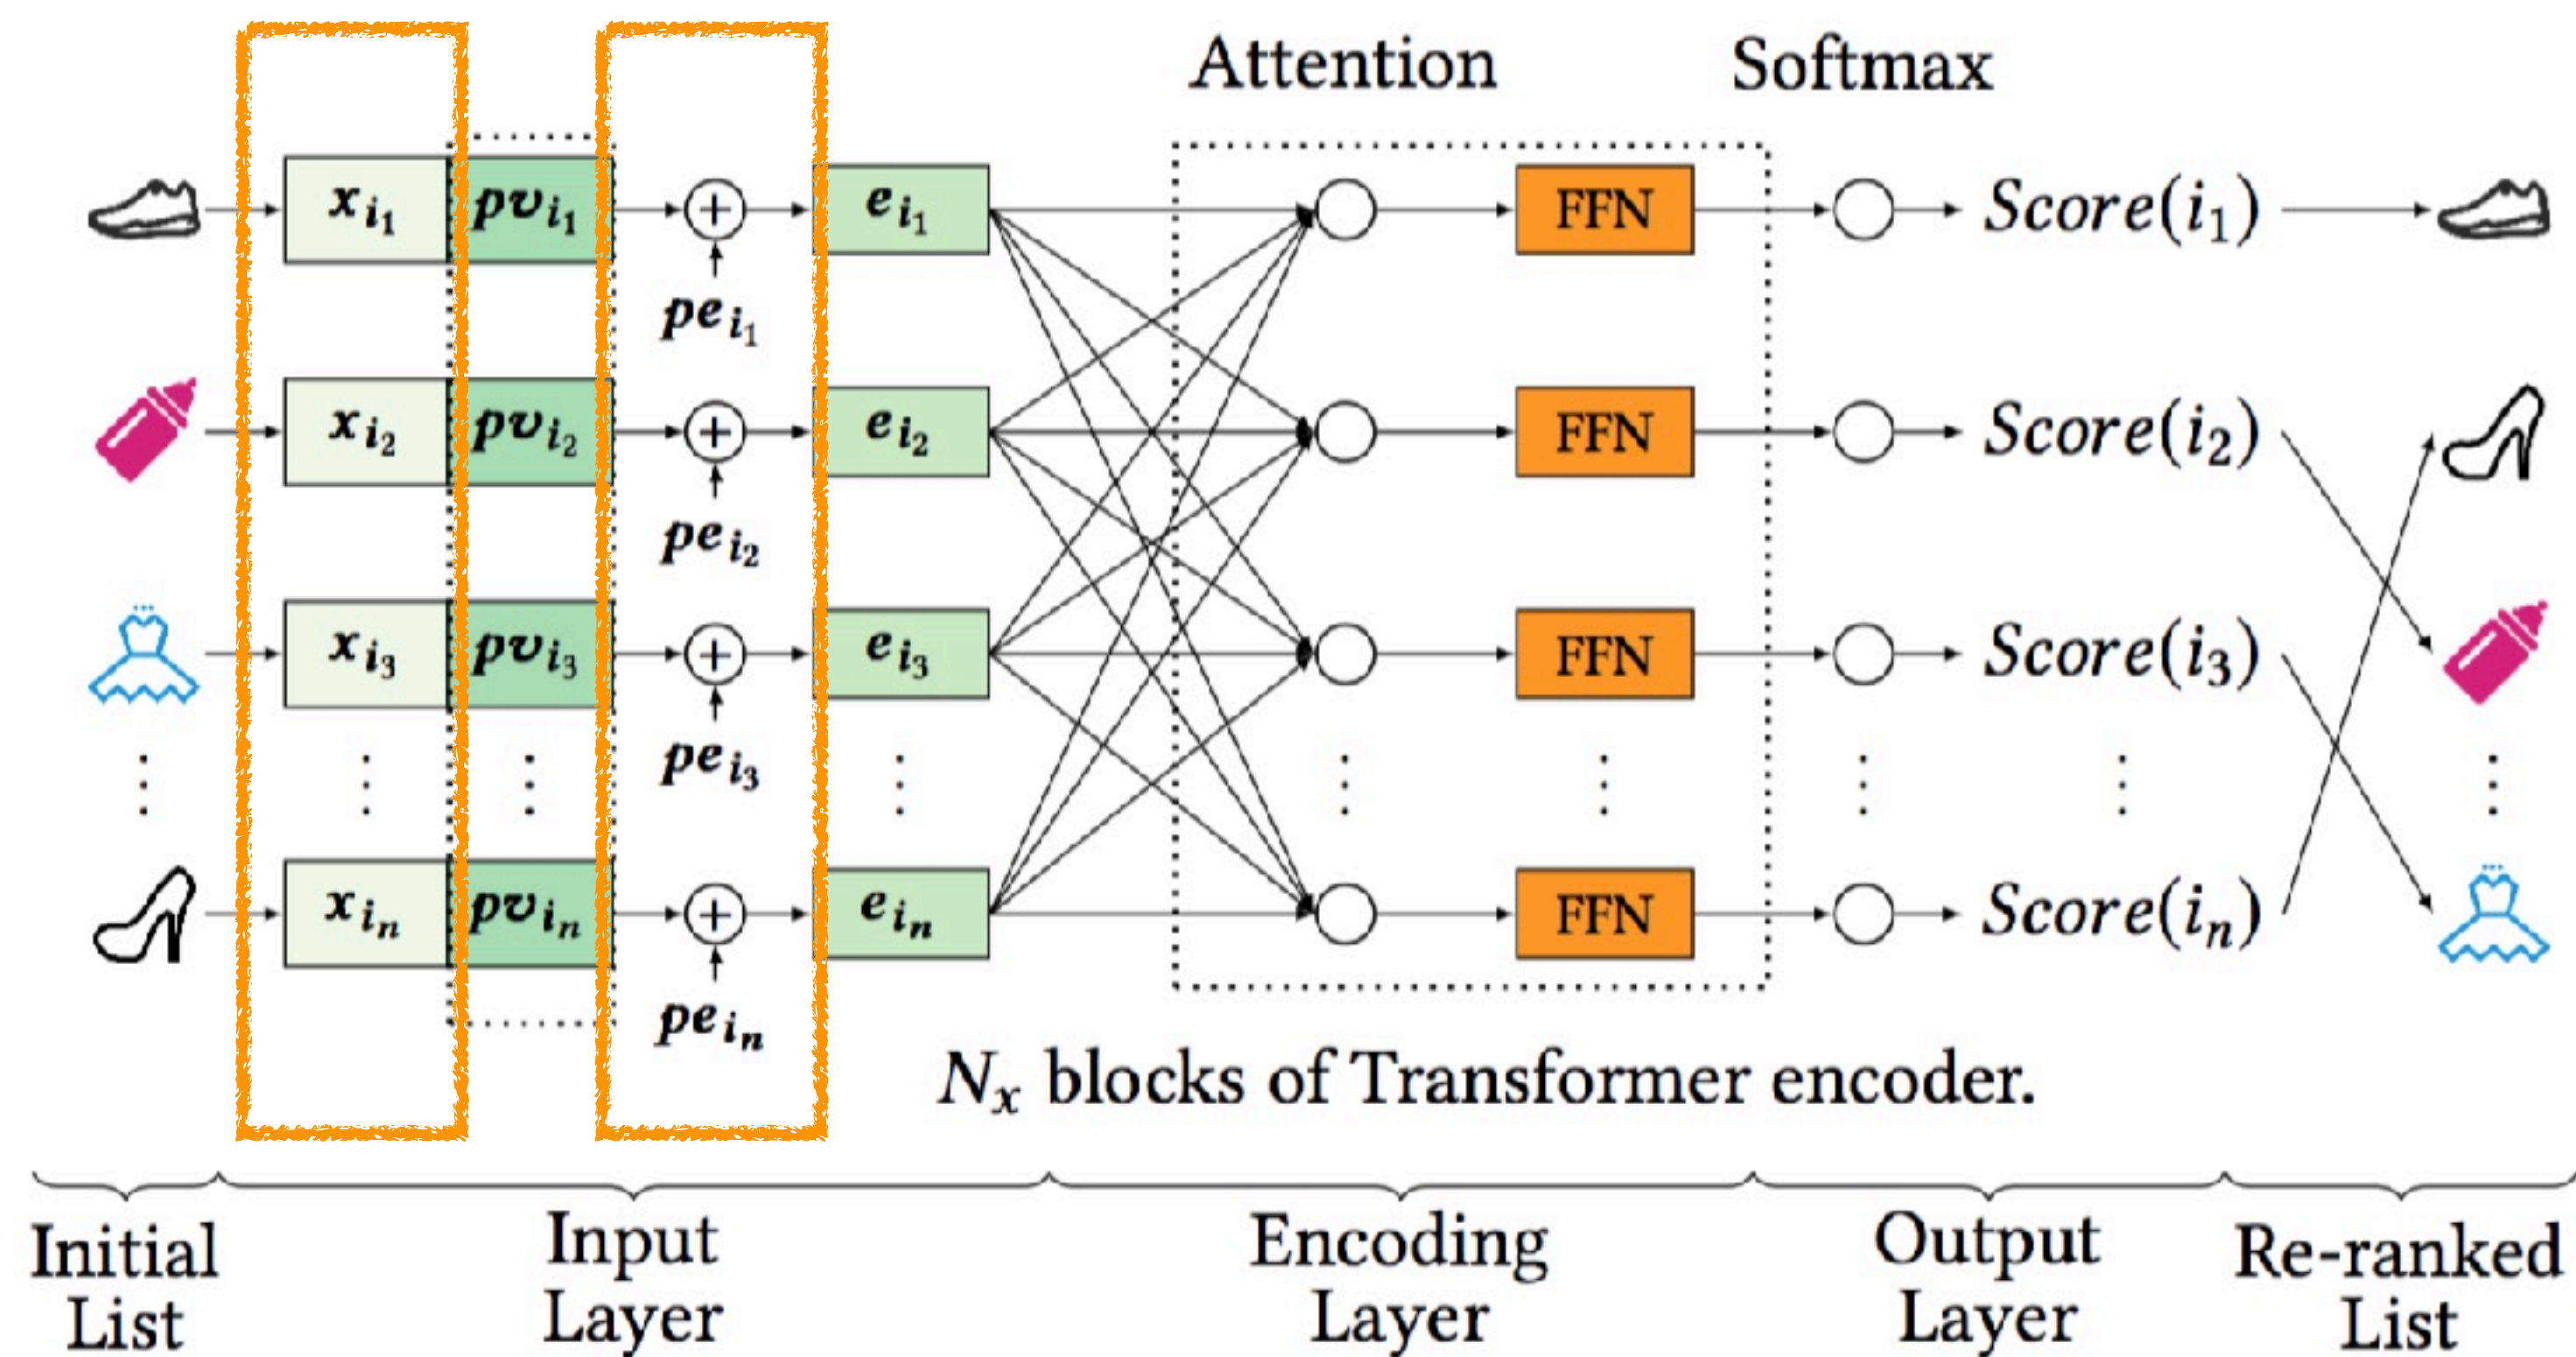 Attention Softmax
x_{i_1} pv_{i_1} + e_{i_1} FFN Score(i_1)
pe_{i_1}
x_{i_2} pv_{i_2} + e_{i_2} FFN Score(i_2)
pe_{i_2}
x_{i_3} pv_{i_3} + e_{i_3} FFN Score(i_3)
pe_{i_3}
x_{i_n} pv_{i_n} + e_{i_n} FFN Score(i_n)
pe_{i_n}
N_x blocks of Transformer encoder.
Initial
List
Input
Layer
Encoding
Layer
Output
Layer
Re-ranked
List